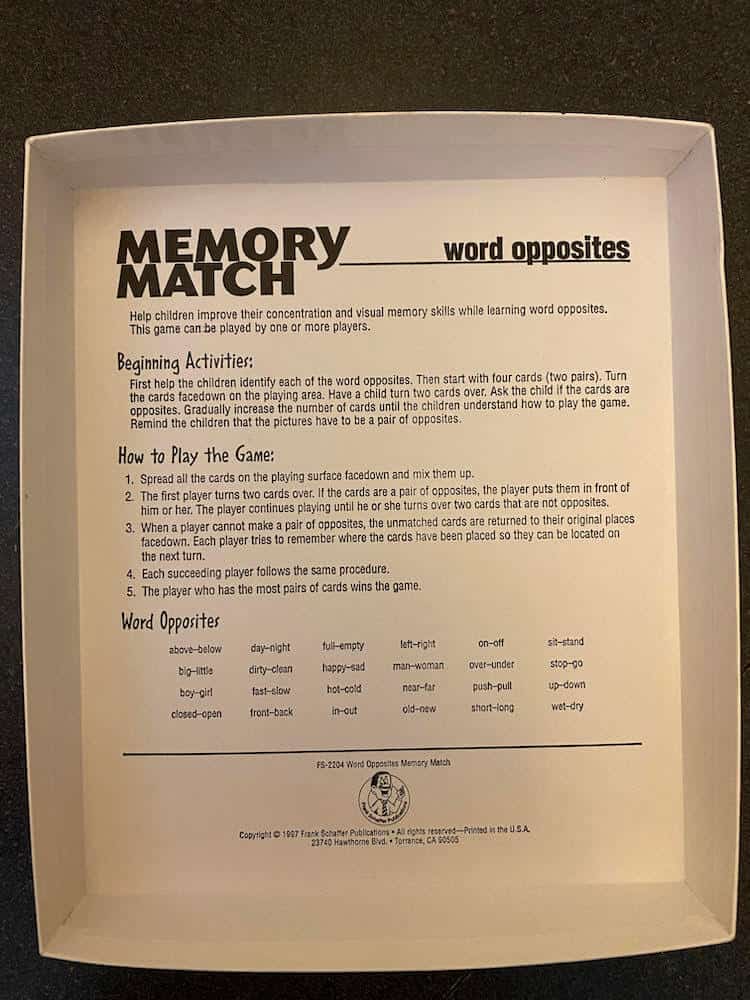 MEMORY
MATCH
word opposites
Help children improve their concentration and visual memory skills while learning word opposites.
This game can be played by one or more players.
Beginning Activities:
First help the children identify each of the word opposites. Then start with four cards (two pairs). Turn
the cards facedown on the playing area. Have a child turn two cards over. Ask the child if the cards are
opposites. Gradually increase the number of cards until the children understand how to play the game.
Remind the children that the pictures have to be a pair of opposites.
How to Play the Game:
1. Spread all the cards on the playing surface facedown and mix them up.
2. The first player turns two cards over. If the cards are a pair of opposites, the player puts them in front of
him or her. The player continues playing until he or she turns over two cards that are not opposites.
3. When a player cannot make a pair of opposites, the unmatched cards are returned to their original places
facedown. Each player tries to remember where the cards have been placed so they can be located on
the next turn.
4. Each succeeding player follows the same procedure.
5. The player who has the most pairs of cards wins the game.
Word Opposites
above–below day–night full–empty left–right on–off sit–stand
big–little dirty–clean happy–sad man–woman over–under stop–go
boy–girl fast–slow hot–cold near–far push–pull up–down
closed–open front–back in–out old–new short–long wet–dry
FS-2204 Word Opposites Memory Match
Frank Schaffer Publications
Copyright © 1997 Frank Schaffer Publications • All rights reserved—Printed in the U.S.A.
23740 Hawthorne Blvd. • Torrance, CA 90505